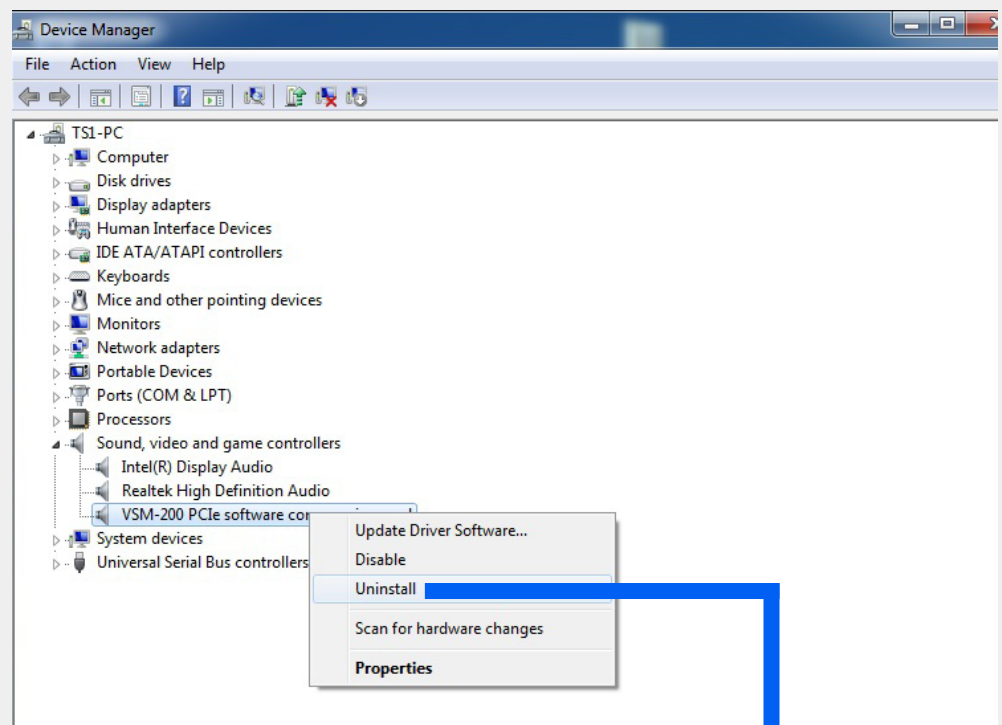 Device Manager
File Action View Help
TS1-PC
Computer
Disk drives
Display adapters
Human Interface Devices
IDE ATA/ATAPI controllers
Keyboards
Mice and other pointing devices
Monitors
Network adapters
Portable Devices
Ports (COM & LPT)
Processors
Sound, video and game controllers
Intel(R) Display Audio
Realtek High Definition Audio
VSM-200 PCIe software
System devices
Universal Serial Bus controllers
Update Driver Software...
Disable
Uninstall
Scan for hardware changes
Properties